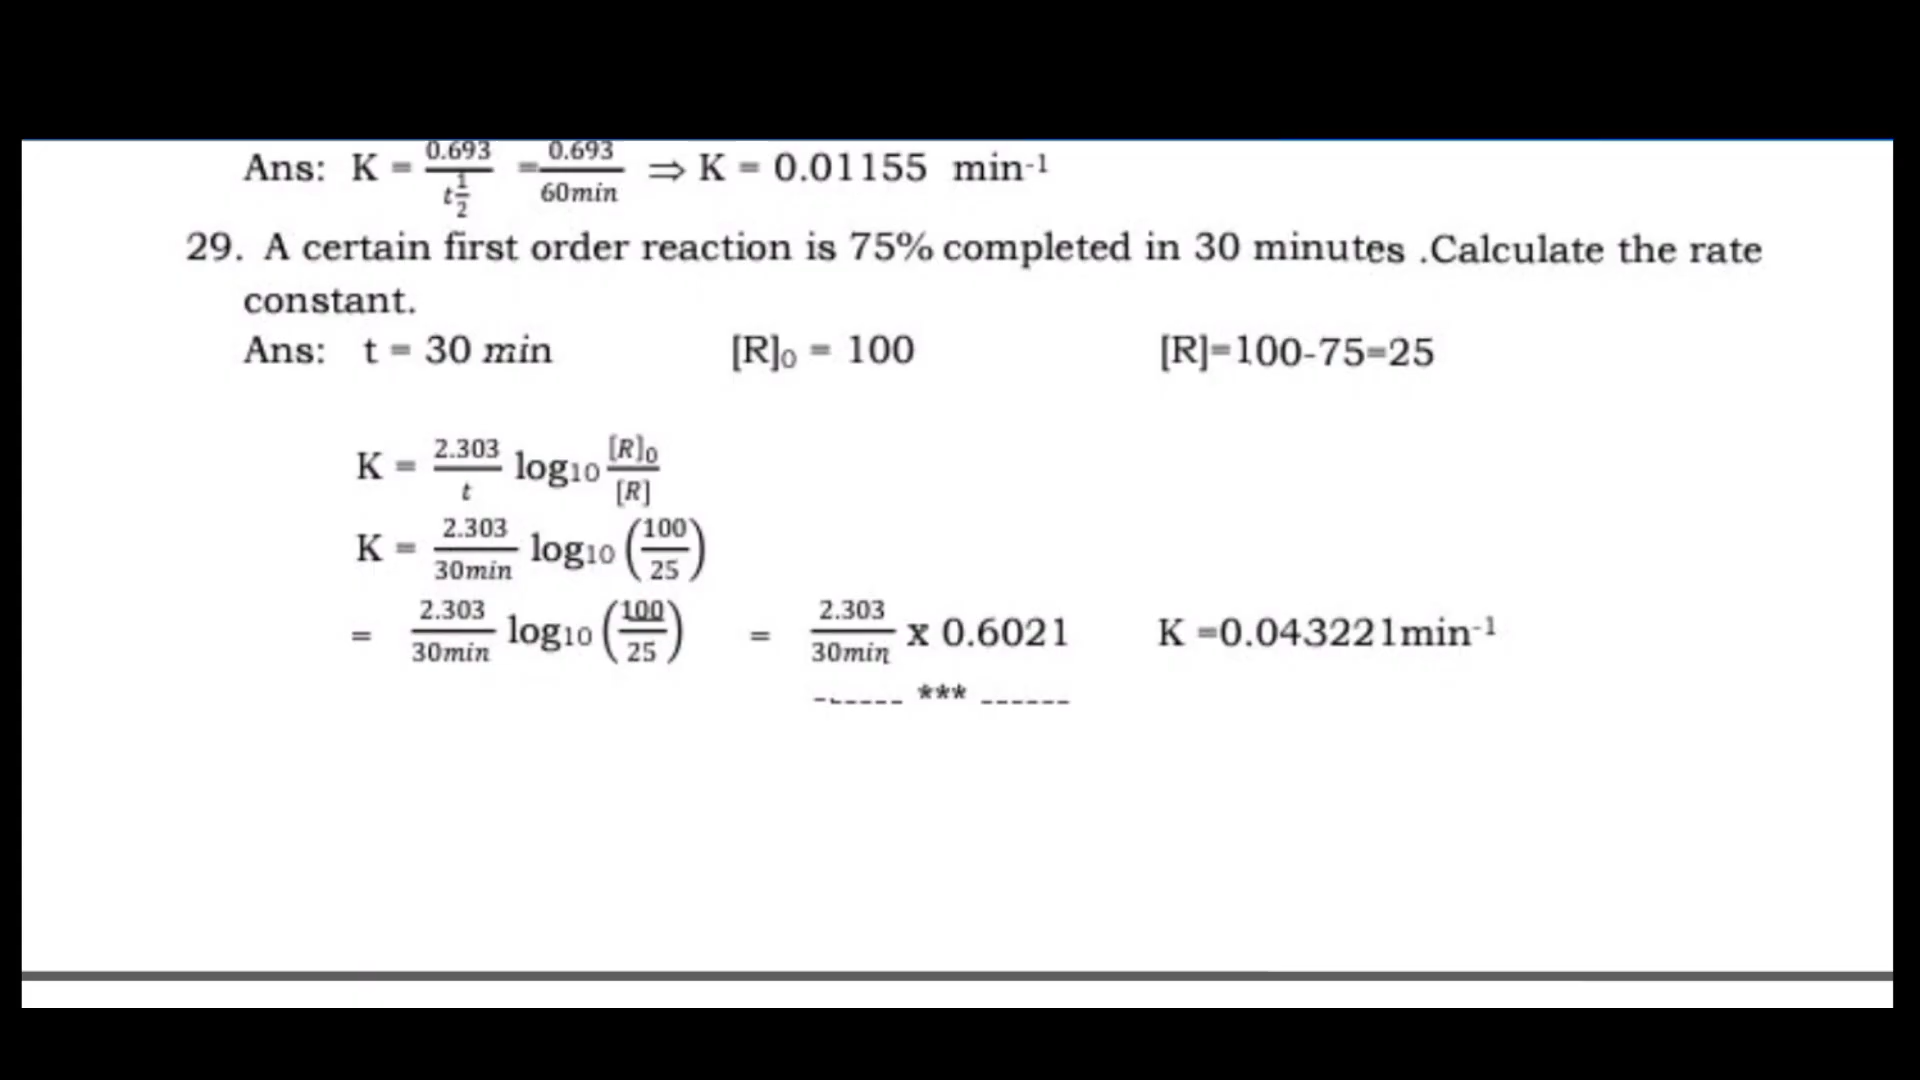 Ans: K = 0.693/t1/2 = 0.693/60min ⇒ K = 0.01155 min-1
29. A certain first order reaction is 75% completed in 30 minutes .Calculate the rate
constant.
Ans: t = 30 min [R]0 = 100 [R]=100-75=25
K = 2.303/t log10 [R]0/[R]
K = 2.303/30min log10 (100/25)
= 2.303/30min log10 (100/25) = 2.303/30min x 0.6021 K =0.043221min-1
------ *** ------